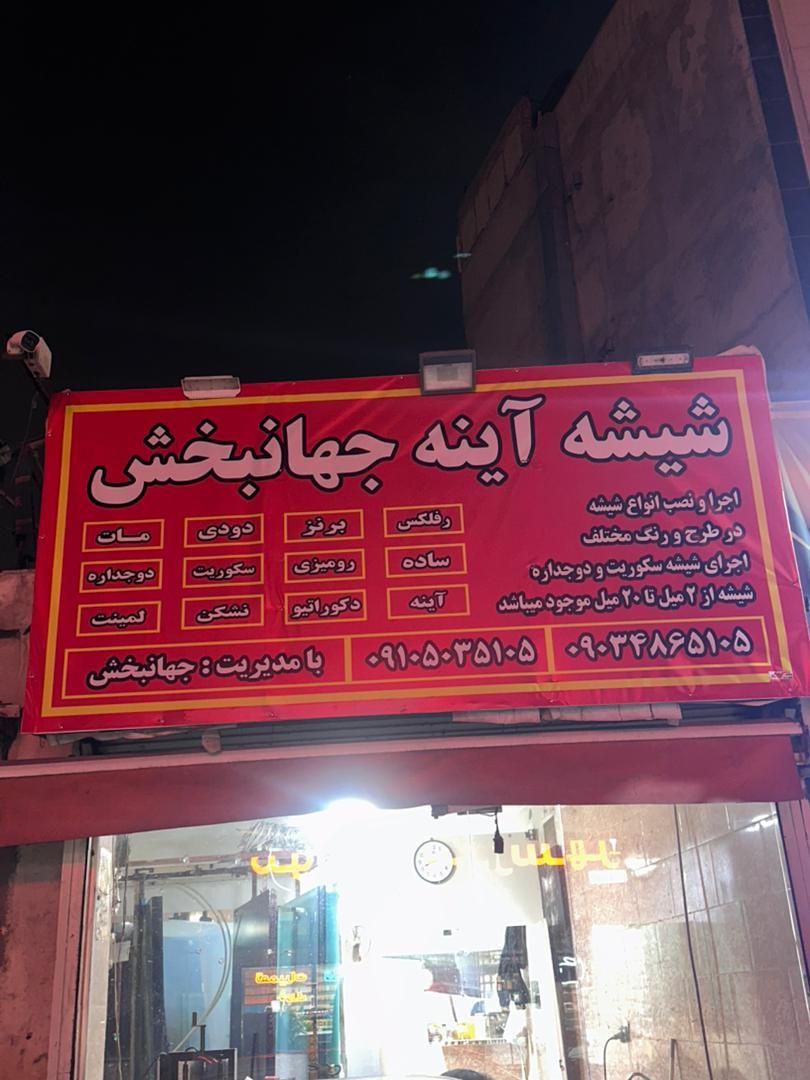 شیشه آینه جهانبخش
اجرا و نصب انواع شیشه
در طرح و رنگ مختلف
اجرای شیشه سکوریت و دوجداره
شیشه از ۲ میل تا ۲۰ میل موجود میباشد
رفلکس برنز دودی مات
ساده رومیزی سکوریت دوجداره
آینه دکوراتیو نشکن لمینت
۰۹۰۳۴۸۶۵۱۰۵ ۰۹۱۰۵۰۳۵۱۰۵ با مدیریت : جهانبخش